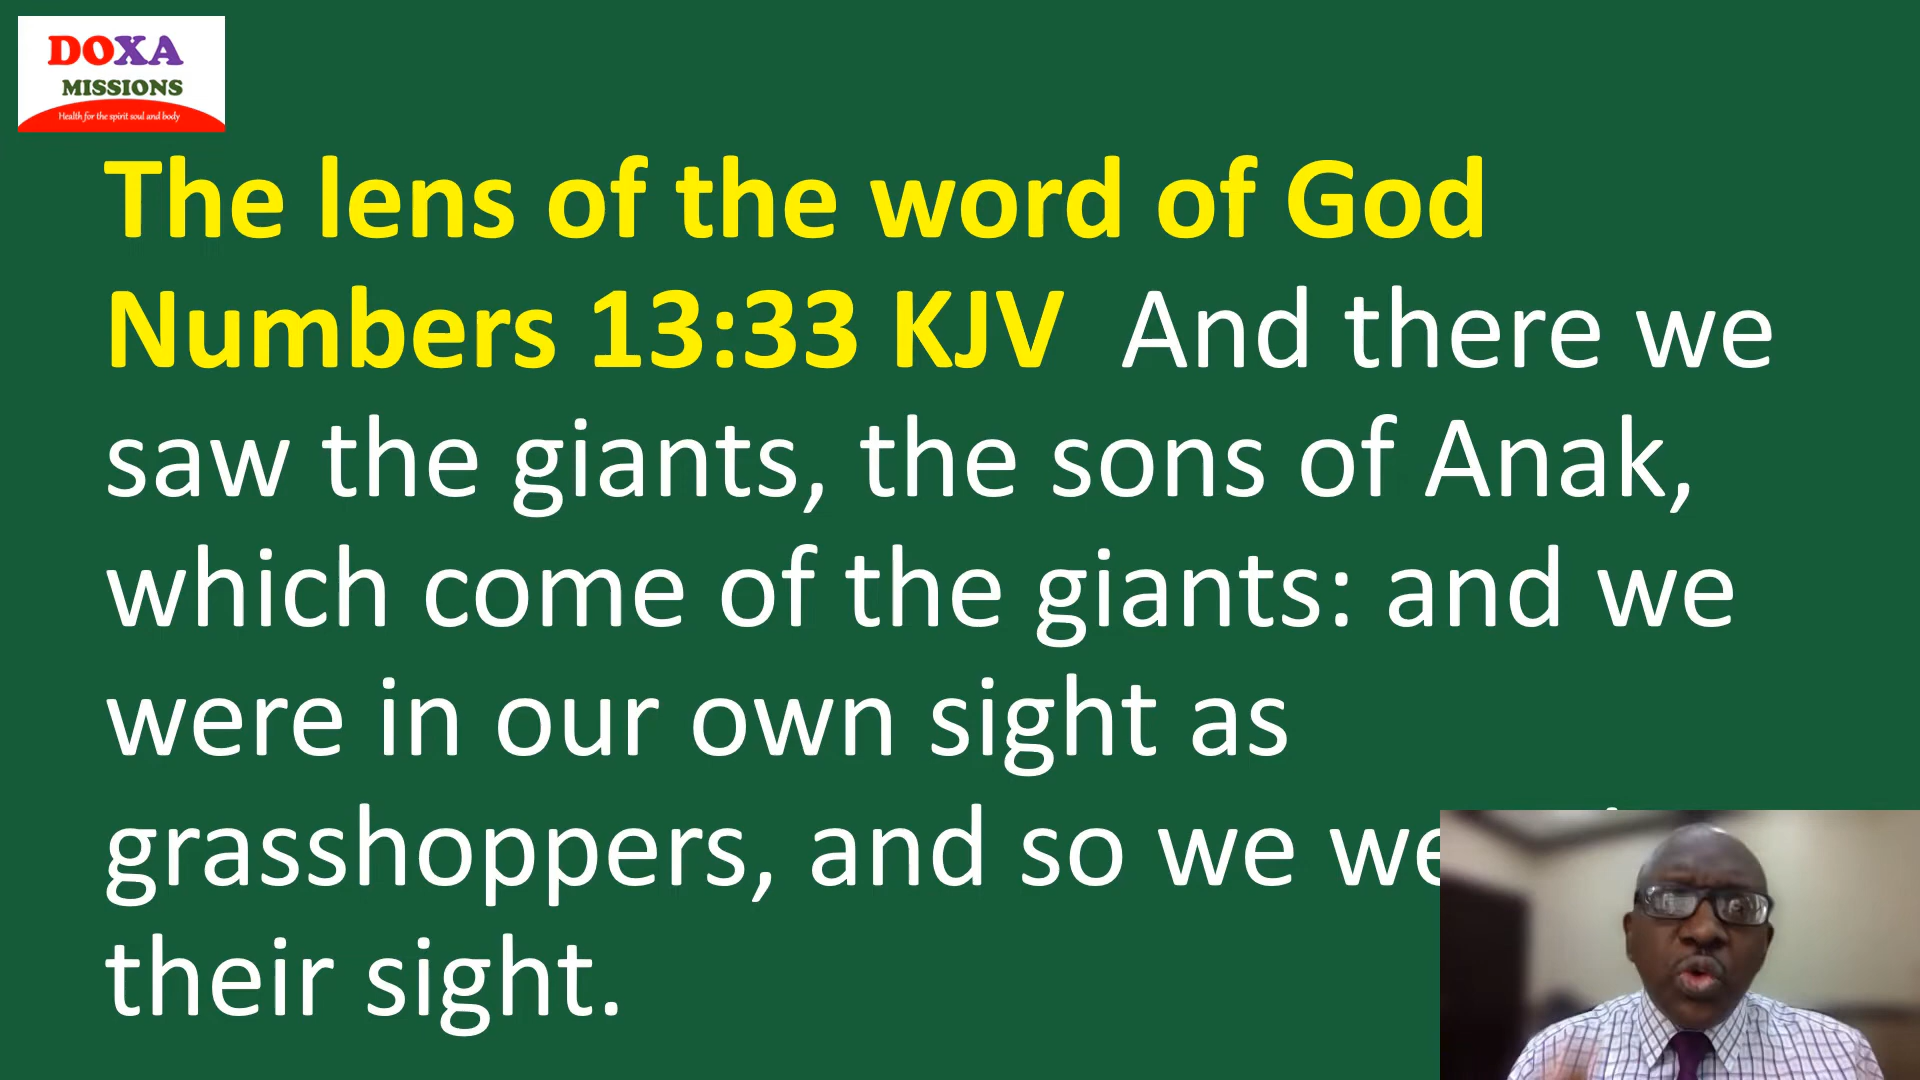 DOXA
MISSIONS
Health for the spirit soul and body
The lens of the word of God
Numbers 13:33 KJV And there we
saw the giants, the sons of Anak,
which come of the giants: and we
were in our own sight as
grasshoppers, and so we
their sight.